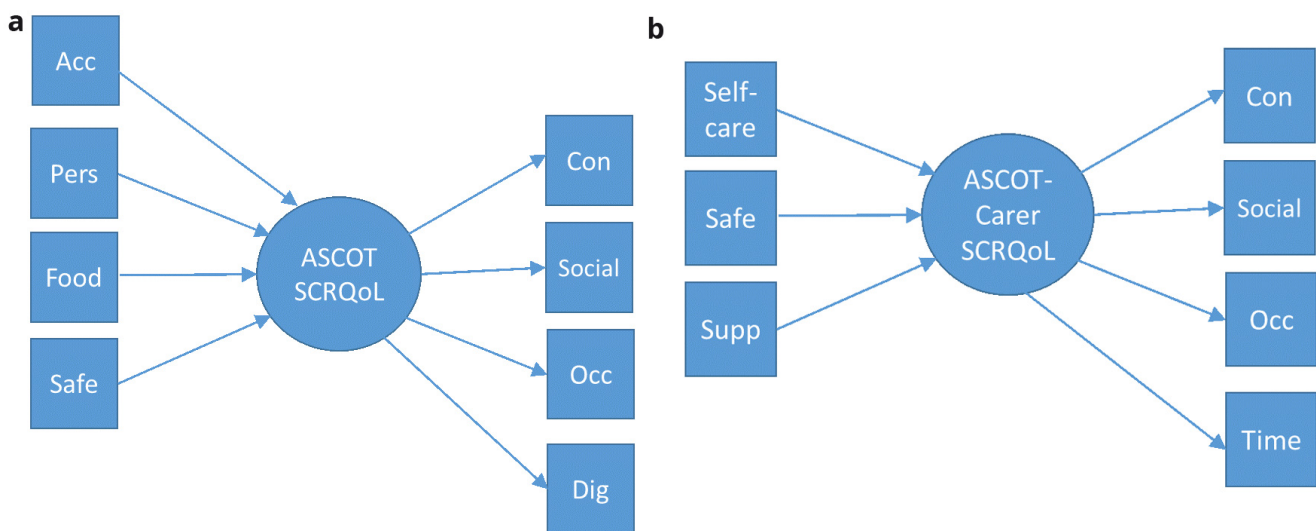 a
Acc
Pers
Food
Safe
ASCOT
SCRQoL
Con
Social
Occ
Dig
b
Self-
care
Safe
Supp
ASCOT-
Carer
SCRQoL
Con
Social
Occ
Time